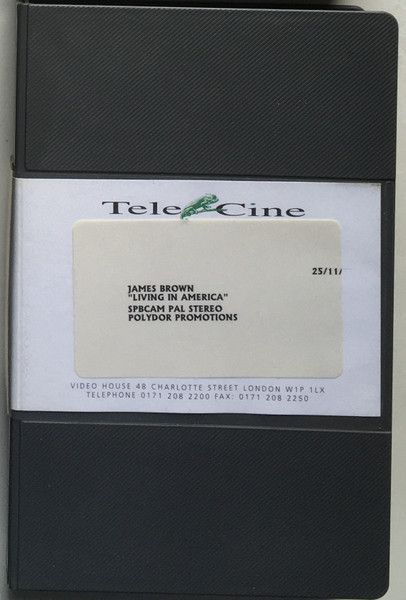 Tele Cine
25/11/
JAMES BROWN
"LIVING IN AMERICA"
SPBCAM PAL STEREO
POLYDOR PROMOTIONS
VIDEO HOUSE 48 CHARLOTTE STREET LONDON W1P 1LX
TELEPHONE 0171 208 2200 FAX: 0171 208 2250